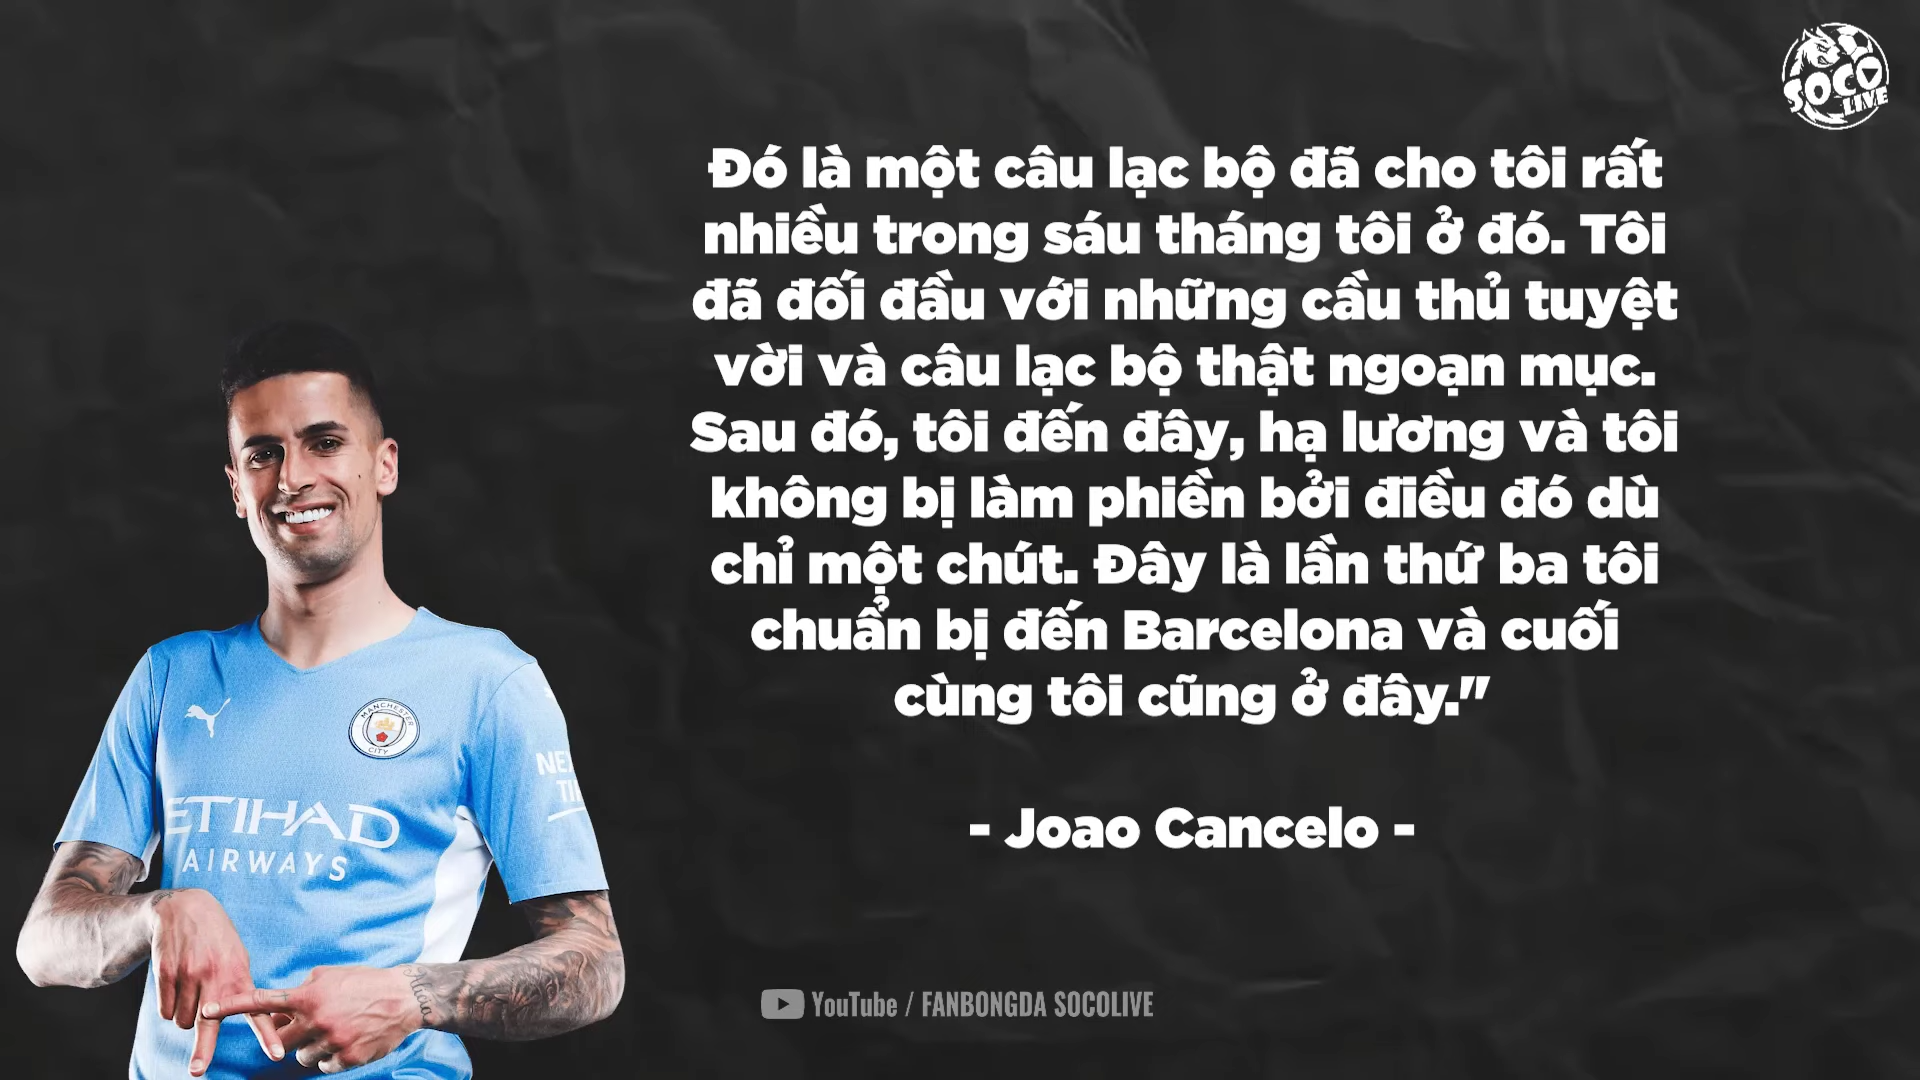 SOCO
LIVE
Đó là một câu lạc bộ đã cho tôi rất
nhiều trong sáu tháng tôi ở đó. Tôi
đã đối đầu với những cầu thủ tuyệt
vời và câu lạc bộ thật ngoạn mục.
Sau đó, tôi đến đây, hạ lương và tôi
không bị làm phiền bởi điều đó dù
chỉ một chút. Đây là lần thứ ba tôi
chuẩn bị đến Barcelona và cuối
cùng tôi cũng ở đây."
- Joao Cancelo -
MANCHESTER
CITY
ETIHAD
AIRWAYS
YouTube / FANBONGDA SOCOLIVE